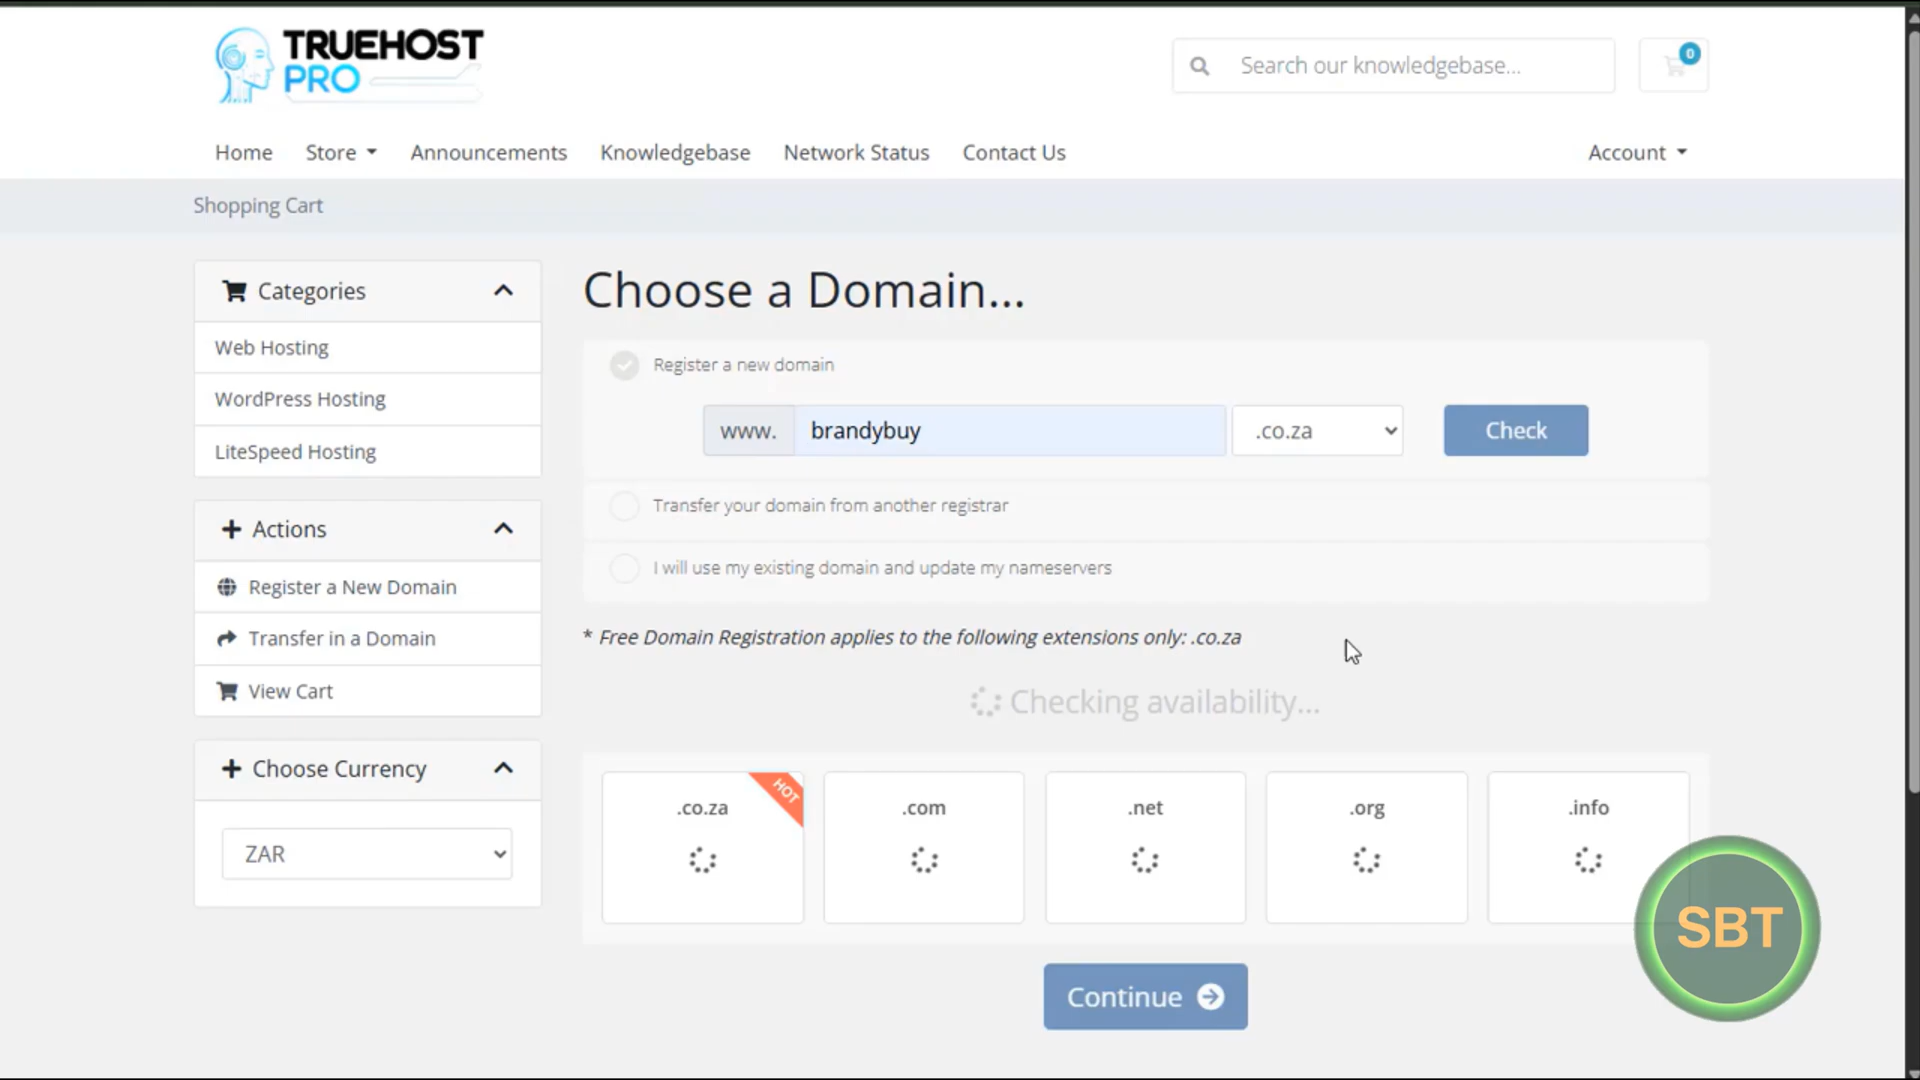 TRUEHOST
PRO
Search our knowledgebase...
0
Home
Store
Announcements
Knowledgebase
Network Status
Contact Us
Account
Shopping Cart
Categories
Web Hosting
WordPress Hosting
LiteSpeed Hosting
Actions
Register a New Domain
Transfer in a Domain
View Cart
Choose Currency
ZAR
Choose a Domain...
Register a new domain
www. brandybuy .co.za Check
Transfer your domain from another registrar
I will use my existing domain and update my nameservers
* Free Domain Registration applies to the following extensions only: .co.za
Checking availability...
.co.za
HOT
.com
.net
.org
.info
Continue
SBT